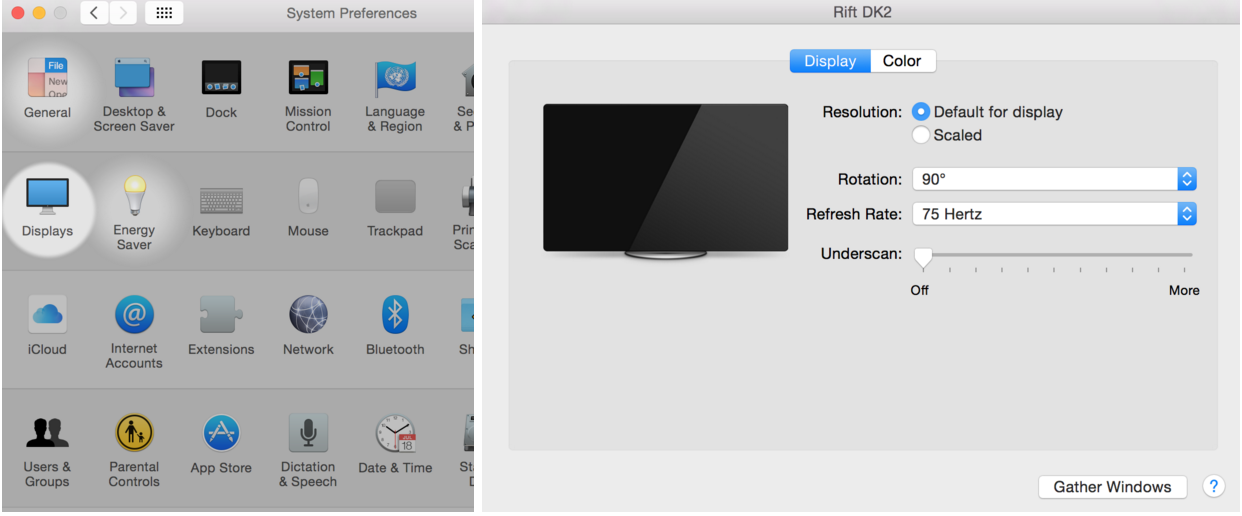 System Preferences
File
New
Ope
General
Desktop &
Screen Saver
Dock
Mission
Control
Language
& Region
Se
& P
Displays
Energy
Saver
Keyboard
Mouse
Trackpad
Prin
Sca
iCloud
@
Internet
Accounts
Extensions
Network
Bluetooth
Sh
Users &
Groups
Parental
Controls
App Store
Dictation
& Speech
JUL
18
Date & Time
St
D
Rift DK2
Display
Color
Resolution:
Default for display
Scaled
Rotation:
90°
Refresh Rate:
75 Hertz
Underscan:
Off
More
Gather Windows
?